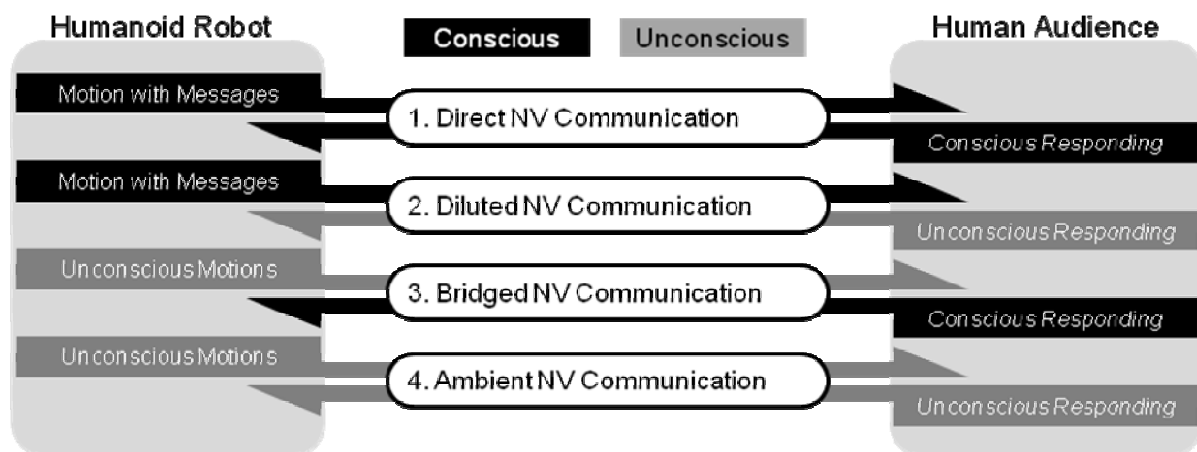 Humanoid Robot
Conscious
Unconscious
Human Audience
Motion with Messages
1. Direct NV Communication
Conscious Responding
Motion with Messages
2. Diluted NV Communication
Unconscious Responding
Unconscious Motions
3. Bridged NV Communication
Conscious Responding
Unconscious Motions
4. Ambient NV Communication
Unconscious Responding